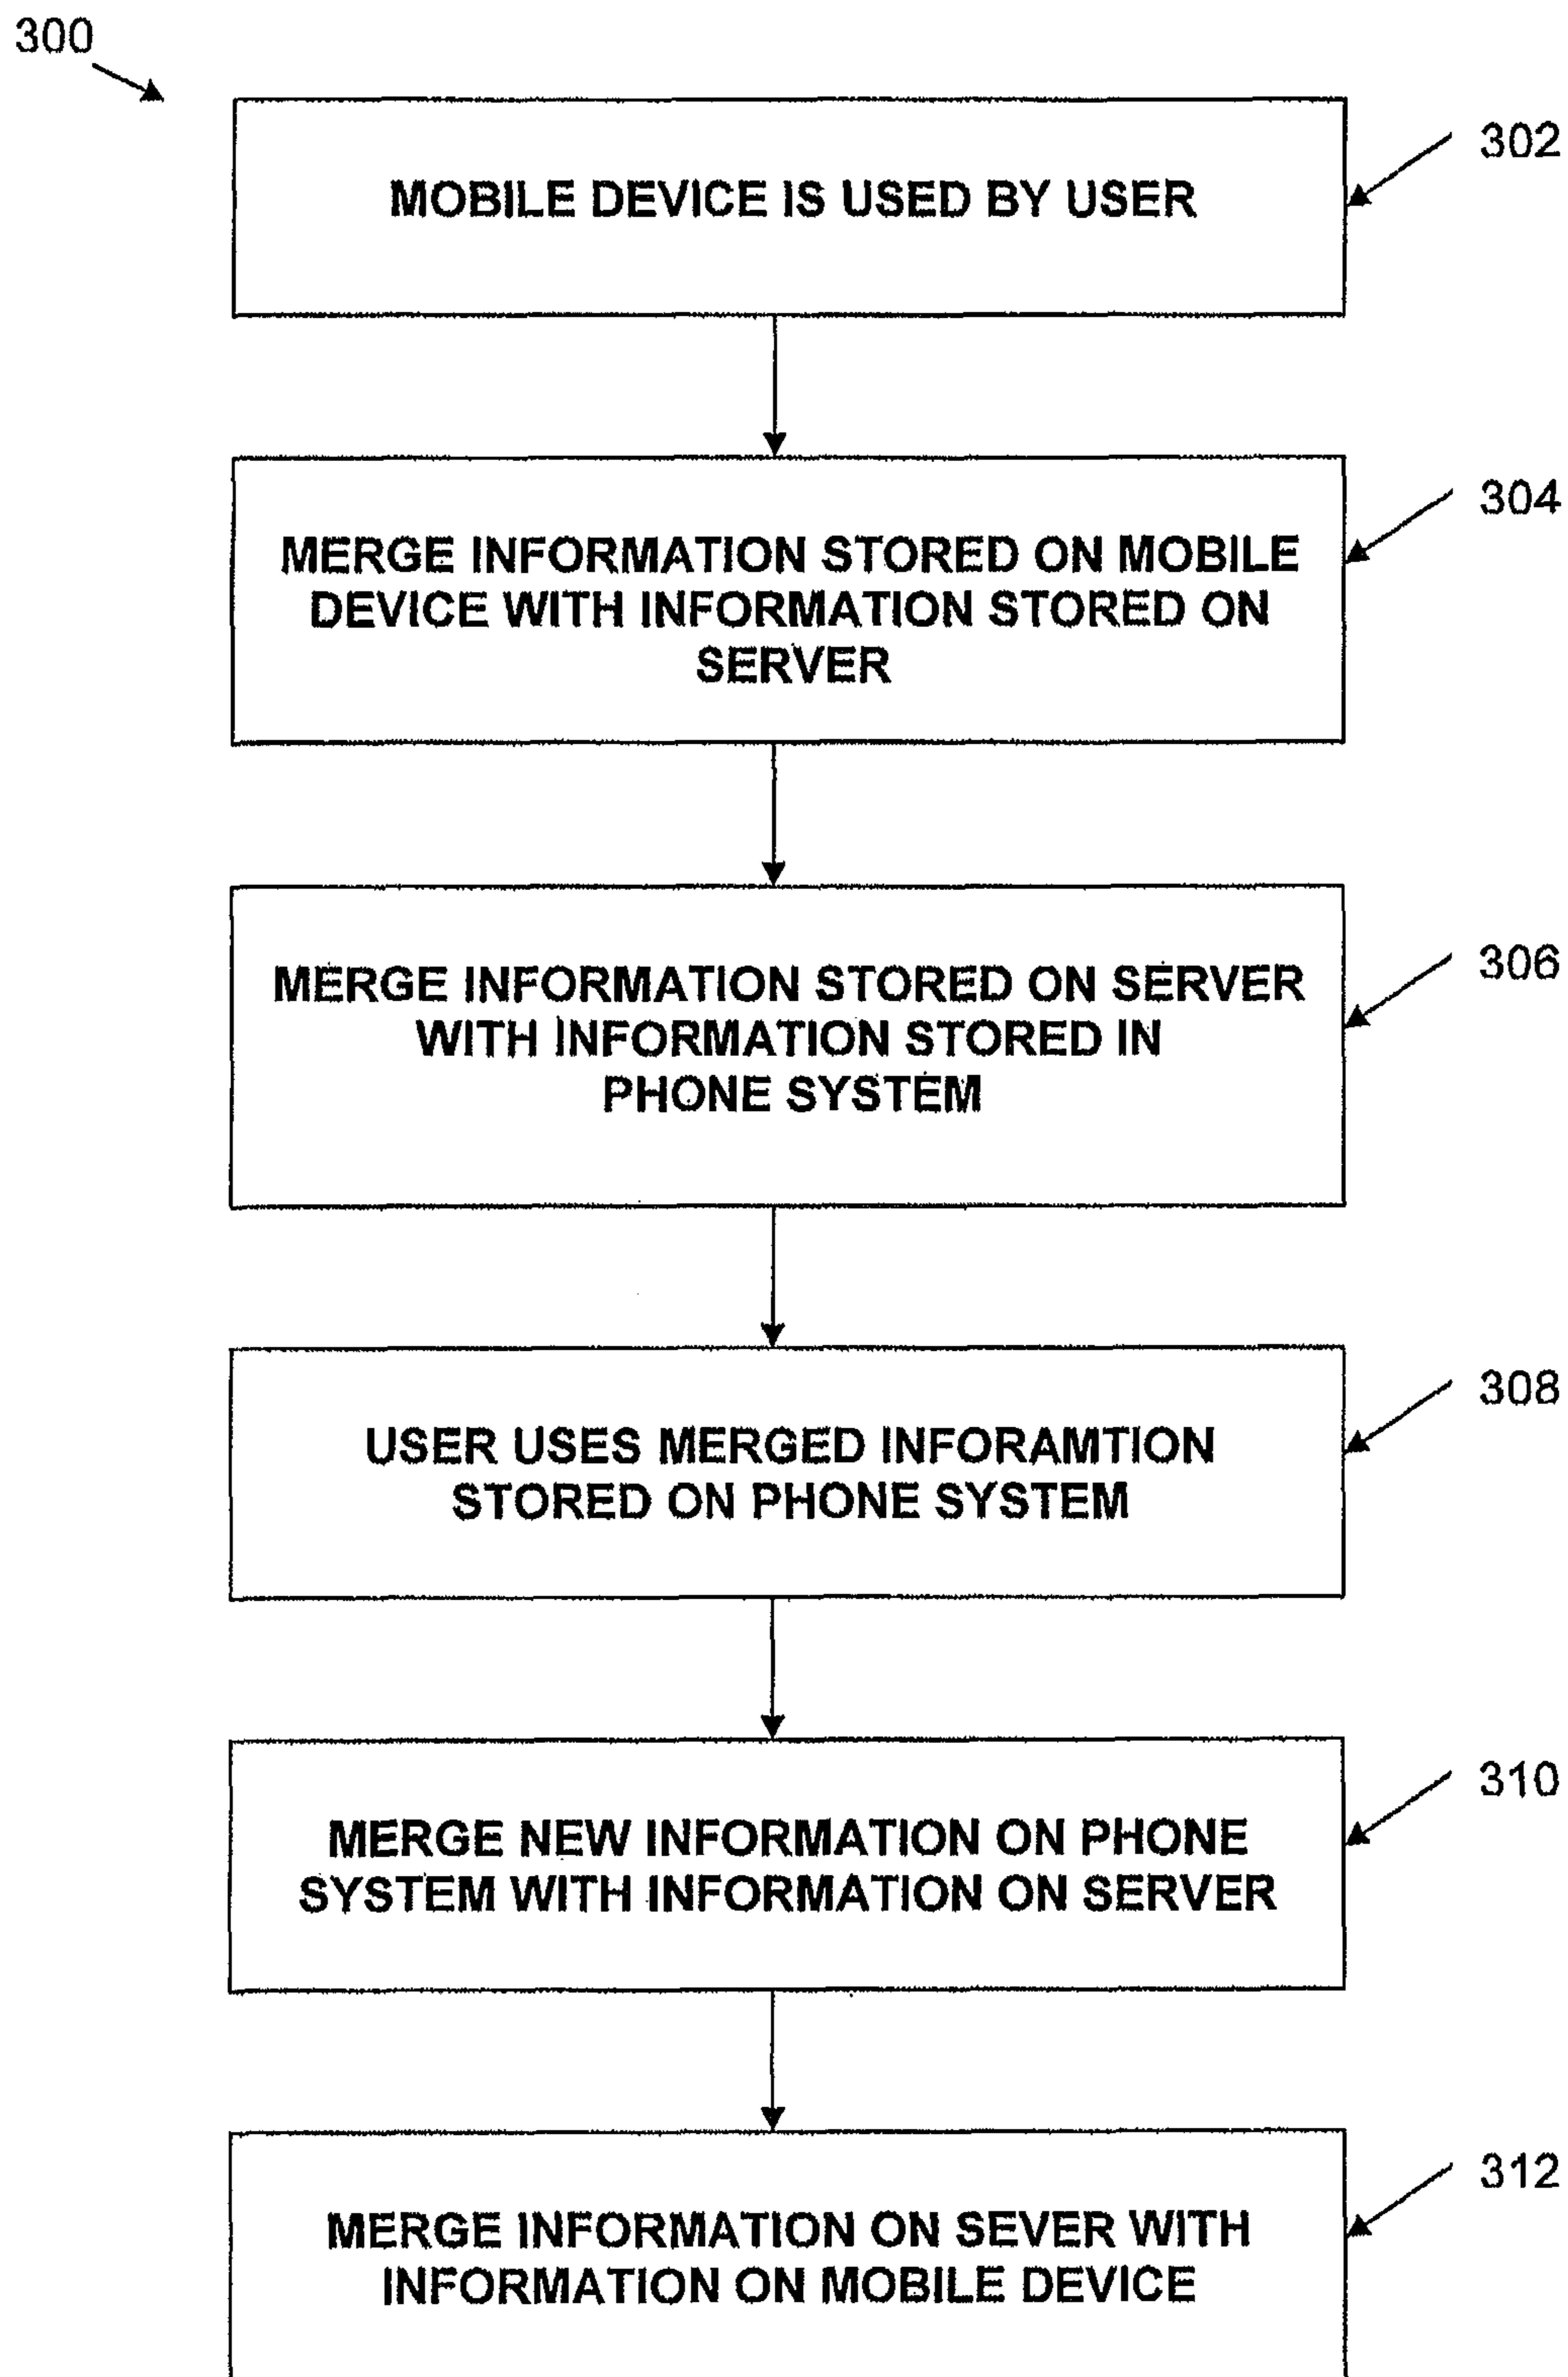 300
302
MOBILE DEVICE IS USED BY USER
304
MERGE INFORMATION STORED ON MOBILE
DEVICE WITH INFORMATION STORED ON
SERVER
306
MERGE INFORMATION STORED ON SERVER
WITH INFORMATION STORED IN
PHONE SYSTEM
308
USER USES MERGED INFORAMTION
STORED ON PHONE SYSTEM
310
MERGE NEW INFORMATION ON PHONE
SYSTEM WITH INFORMATION ON SERVER
312
MERGE INFORMATION ON SEVER WITH
INFORMATION ON MOBILE DEVICE